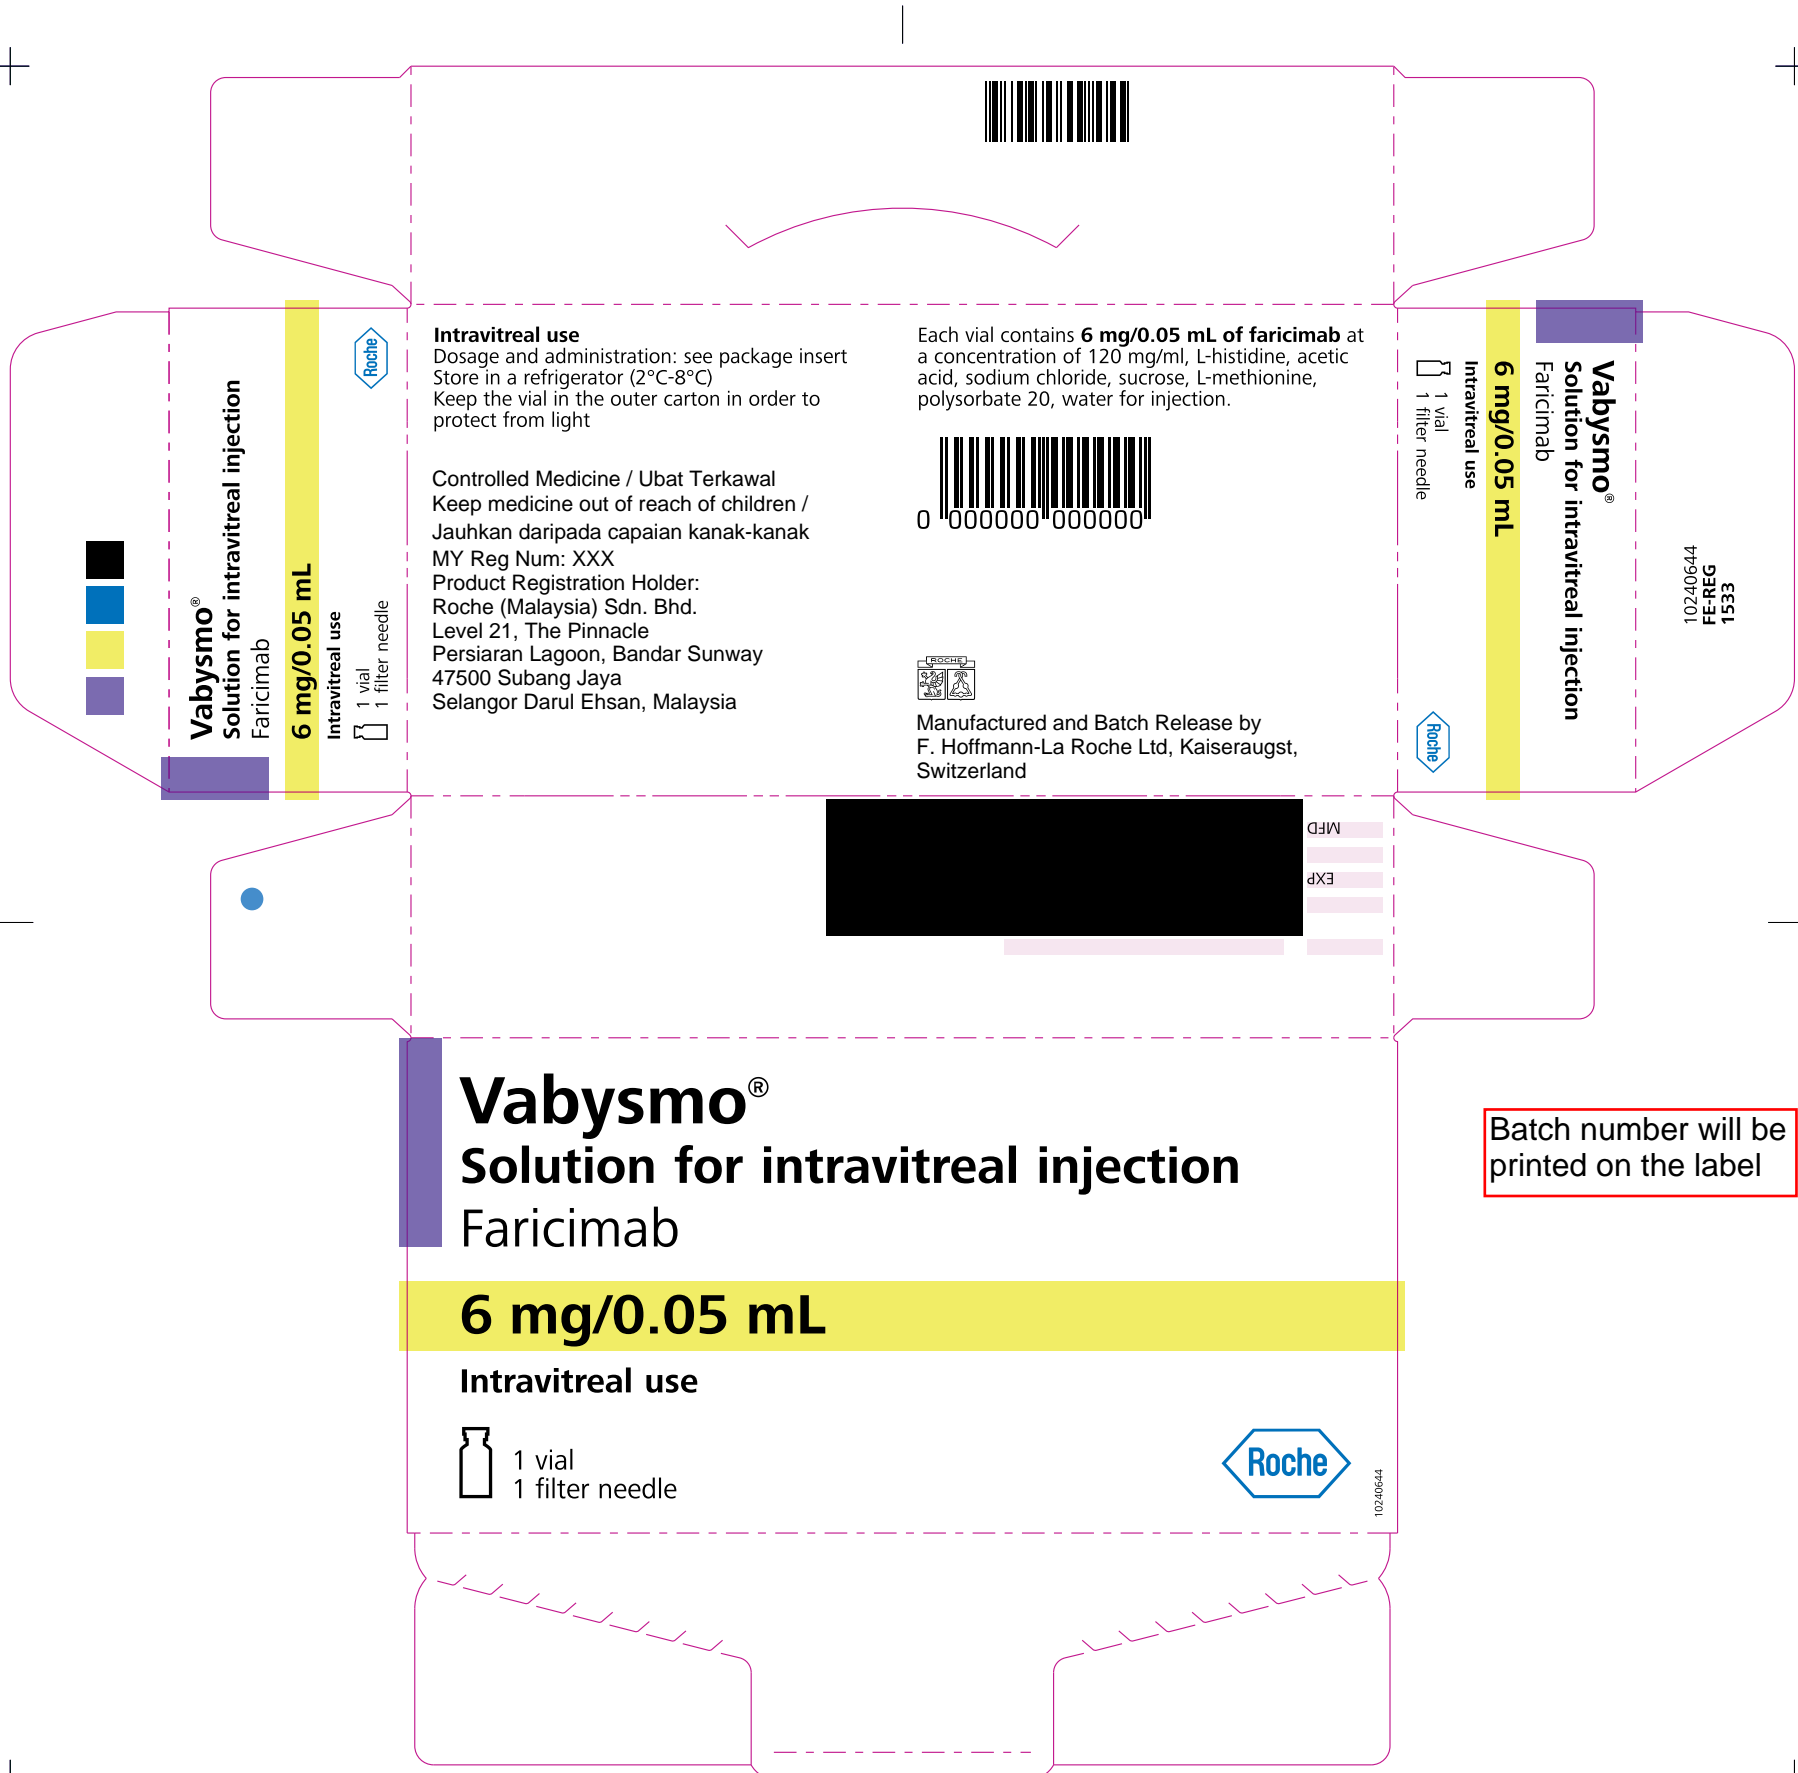 Intravitreal use
Dosage and administration: see package insert
Store in a refrigerator (2°C-8°C)
Keep the vial in the outer carton in order to
protect from light
Controlled Medicine / Ubat Terkawal
Keep medicine out of reach of children /
Jauhkan daripada capaian kanak-kanak
MY Reg Num: XXX
Product Registration Holder:
Roche (Malaysia) Sdn. Bhd.
Level 21, The Pinnacle
Persiaran Lagoon, Bandar Sunway
47500 Subang Jaya
Selangor Darul Ehsan, Malaysia
Each vial contains 6 mg/0.05 mL of faricimab at
a concentration of 120 mg/ml, L-histidine, acetic
acid, sodium chloride, sucrose, L-methionine,
polysorbate 20, water for injection.
0 000000 000000
ROCHE
Manufactured and Batch Release by
F. Hoffmann-La Roche Ltd, Kaiseraugst,
Switzerland
Vabysmo®
Solution for intravitreal injection
Faricimab
6 mg/0.05 mL
Intravitreal use
1 vial
1 filter needle
Roche
Vabysmo®
Solution for intravitreal injection
Faricimab
6 mg/0.05 mL
Intravitreal use
1 vial
1 filter needle
Roche
10240644
FE-REG
1533
MFD
EXP
Vabysmo®
Solution for intravitreal injection
Faricimab
6 mg/0.05 mL
Intravitreal use
1 vial
1 filter needle
Roche
10240644
Batch number will be
printed on the label